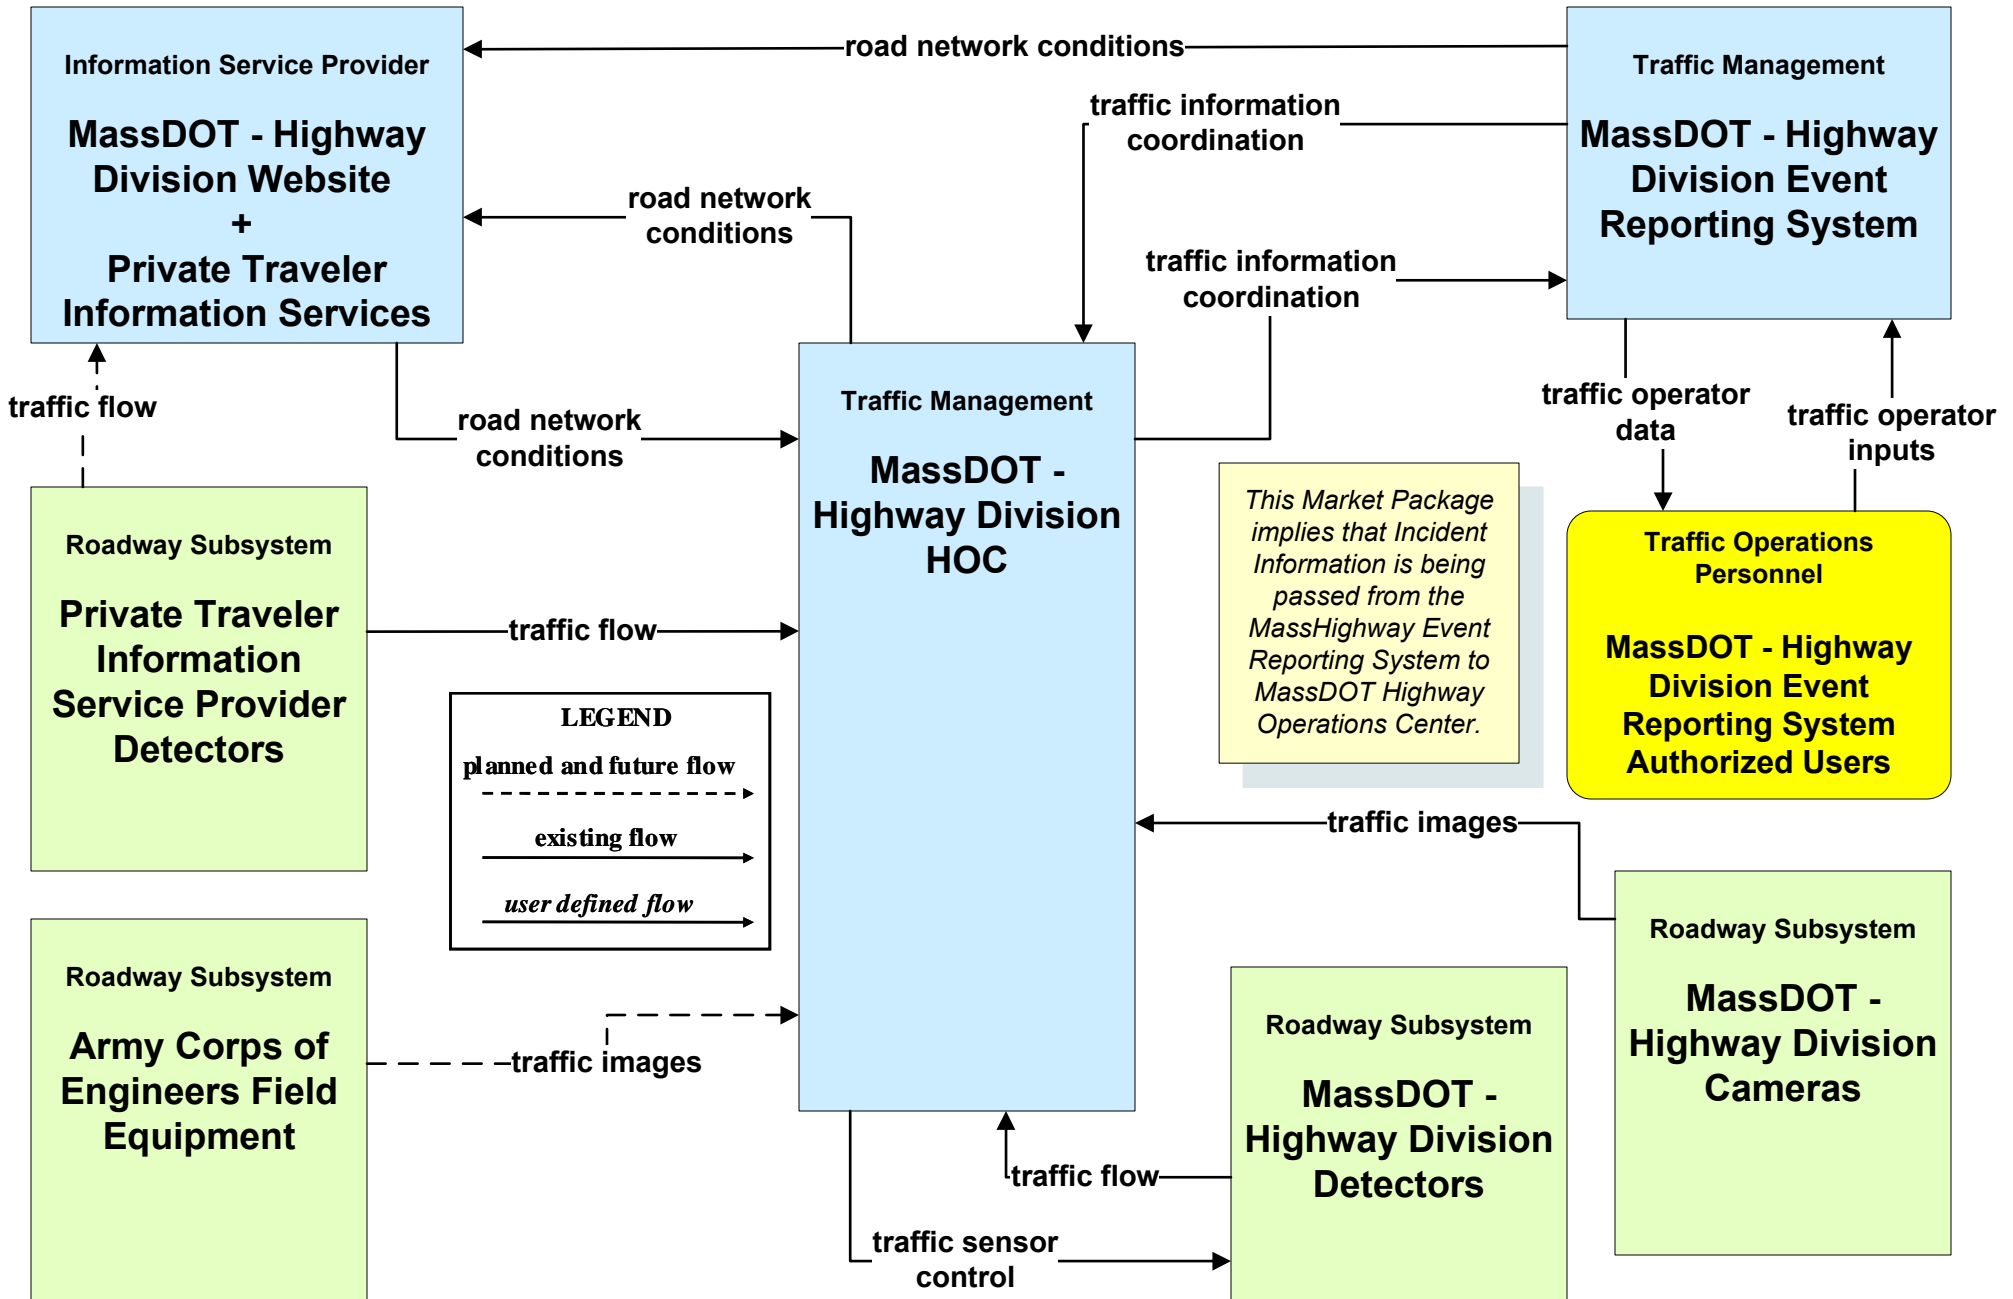 Information Service Provider
MassDOT - Highway
Division Website
+
Private Traveler
Information Services
road network conditions
Traffic Management
MassDOT - Highway
Division Event
Reporting System
traffic information
coordination
road network
conditions
traffic information
coordination
traffic flow
road network
conditions
Traffic Management
MassDOT -
Highway Division
HOC
traffic operator
data
traffic operator
inputs
Roadway Subsystem
Private Traveler
Information
Service Provider
Detectors
traffic flow
This Market Package
implies that Incident
Information is being
passed from the
MassHighway Event
Reporting System to
MassDOT Highway
Operations Center.
Traffic Operations
Personnel
MassDOT - Highway
Division Event
Reporting System
Authorized Users
LEGEND
planned and future flow
existing flow
user defined flow
traffic images
Roadway Subsystem
Army Corps of
Engineers Field
Equipment
traffic images
Roadway Subsystem
MassDOT -
Highway Division
Detectors
Roadway Subsystem
MassDOT -
Highway Division
Cameras
traffic flow
traffic sensor
control